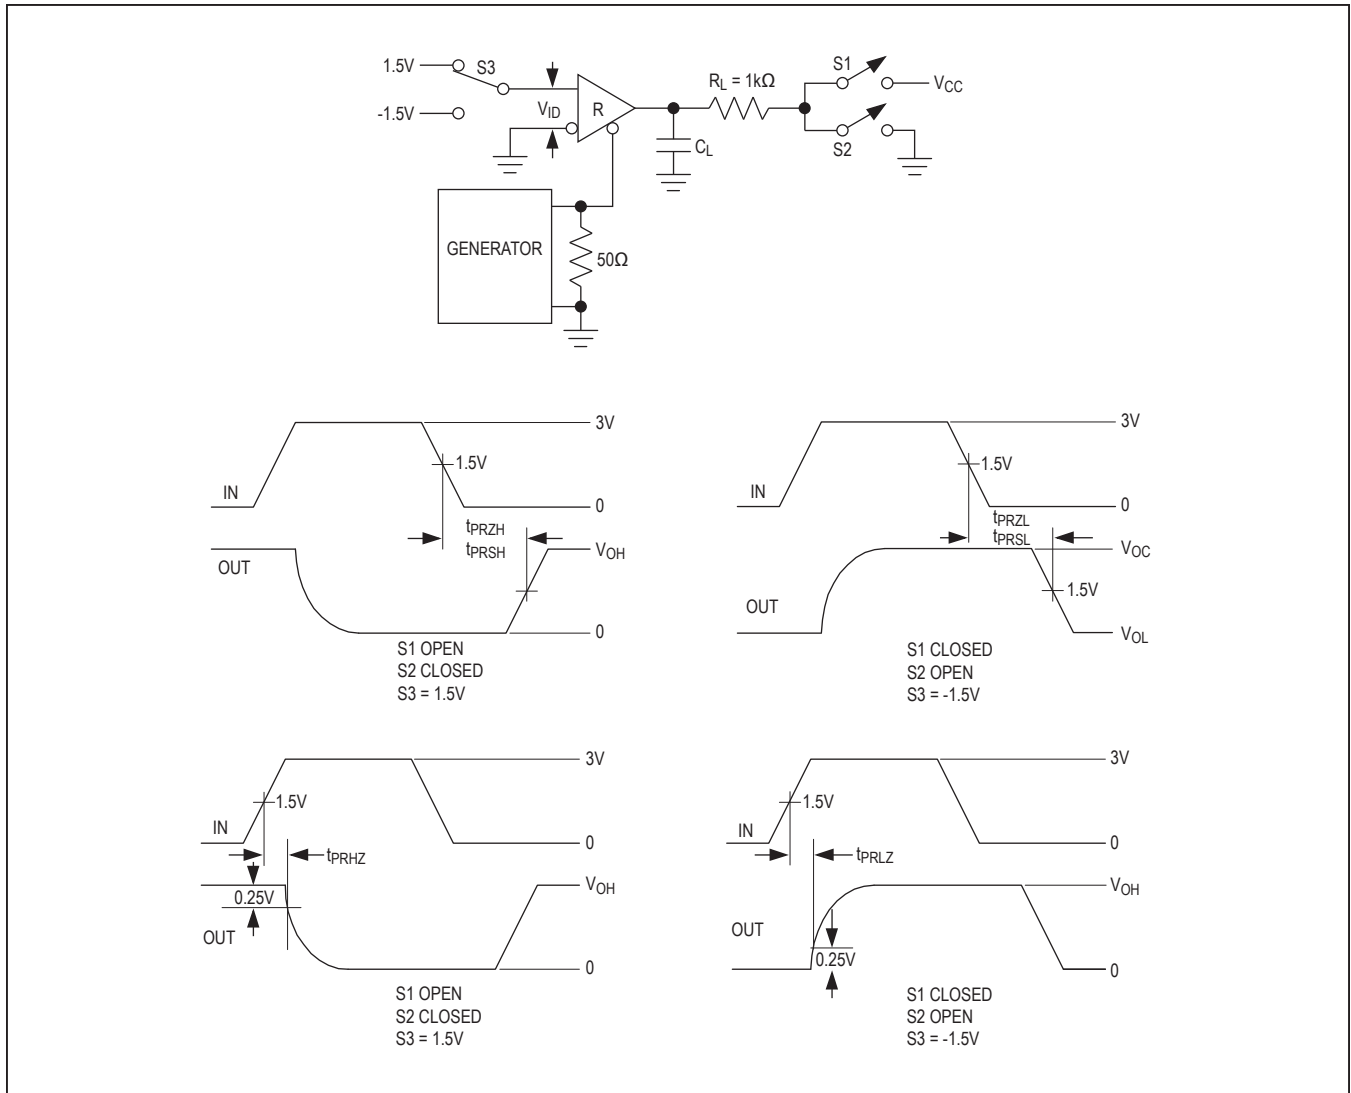 1.5V
S3
-1.5V
V_ID
R
R_L = 1kΩ
C_L
S1
V_CC
S2
GENERATOR
50Ω
3V
1.5V
IN
0
t_PRZH
t_PRSH
V_OH
OUT
0
S1 OPEN
S2 CLOSED
S3 = 1.5V
3V
1.5V
IN
0
t_PRZL
t_PRSL
V_OC
1.5V
OUT
V_OL
S1 CLOSED
S2 OPEN
S3 = -1.5V
3V
1.5V
IN
0
t_PRHZ
V_OH
0.25V
OUT
0
S1 OPEN
S2 CLOSED
S3 = 1.5V
3V
1.5V
IN
0
t_PRLZ
V_OH
OUT
0.25V
0
S1 CLOSED
S2 OPEN
S3 = -1.5V